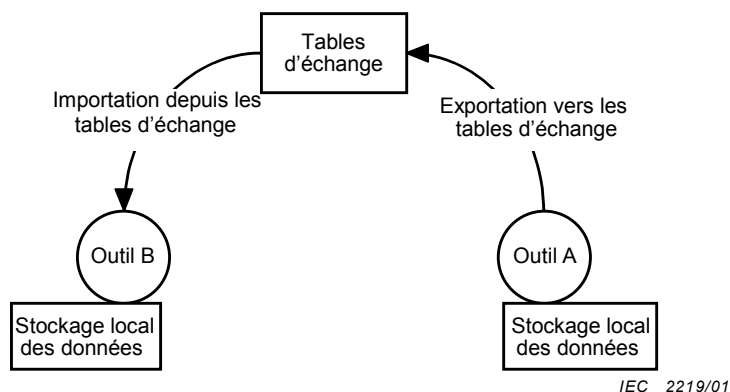 Tables
d'échange
Importation depuis les
tables d'échange
Exportation vers les
tables d'échange
Outil B
Outil A
Stockage local
des données
Stockage local
des données
IEC 2219/01